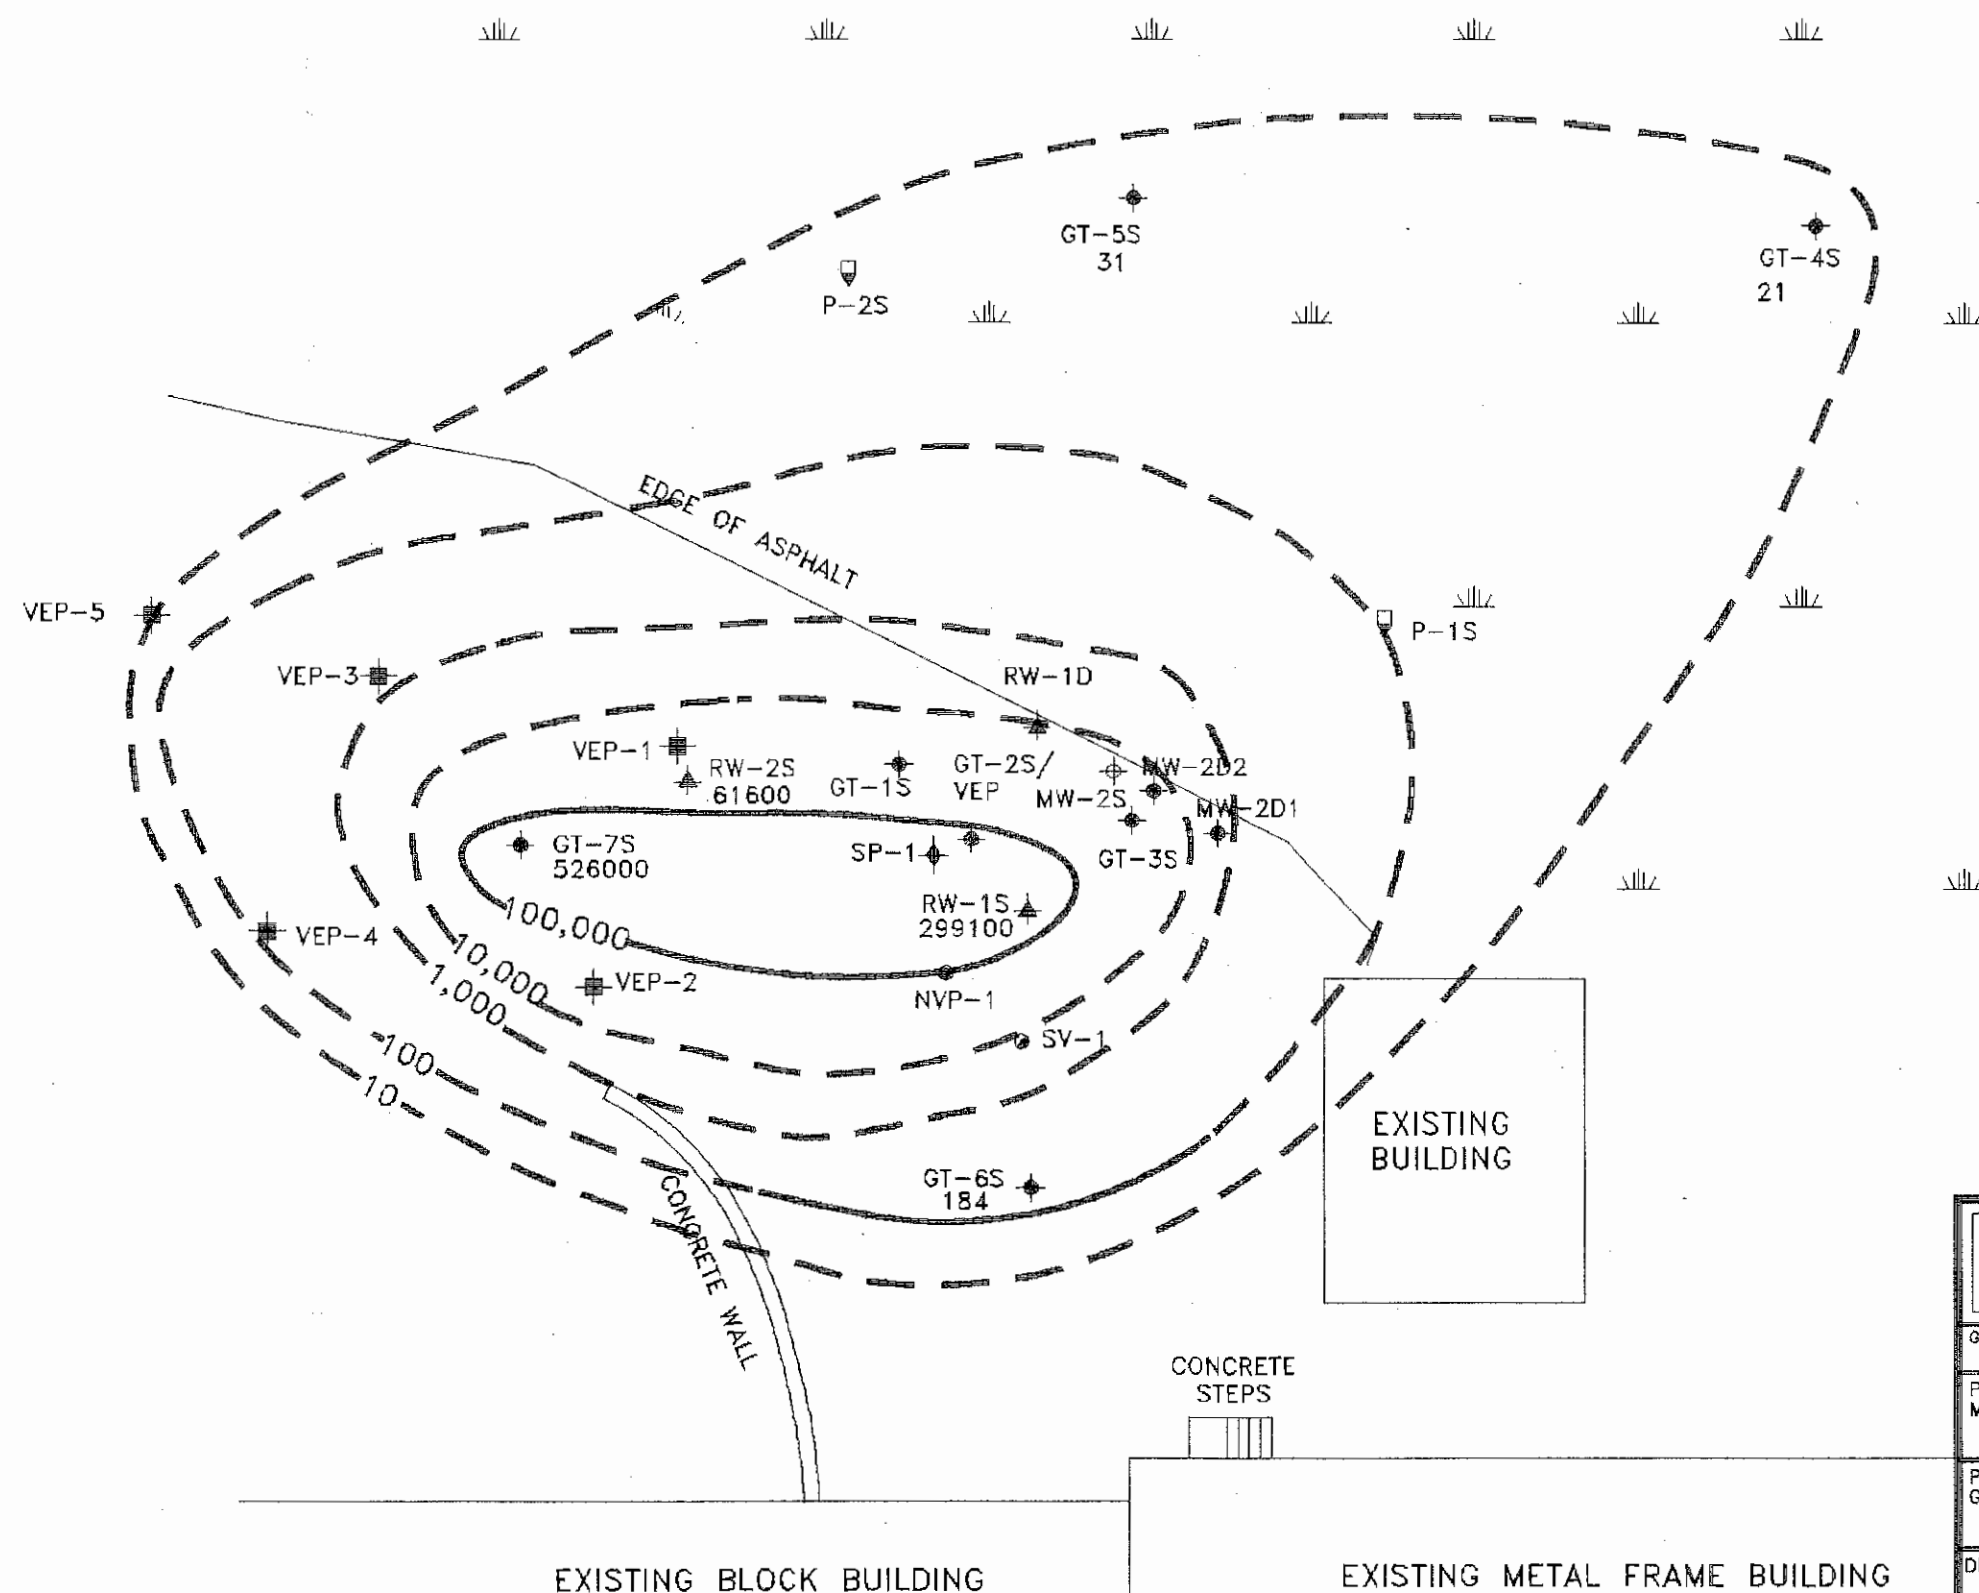 GT-5S
31
GT-4S
21
P-2S
EDGE OF ASPHALT
VEP-5
P-1S
VEP-3
RW-1D
VEP-1
RW-2S
61600
GT-1S
GT-2S/
VEP
MW-2D2
MW-2S
MW-2D1
GT-7S
526000
SP-1
GT-3S
RW-1S
299100
100,000
VEP-4
10,000
VEP-2
1,000
NVP-1
SV-1
100
10
EXISTING
BUILDING
GT-6S
184
CONCRETE WALL
CONCRETE
STEPS
G
P
M
P
G
D
EXISTING BLOCK BUILDING
EXISTING METAL FRAME BUILDING